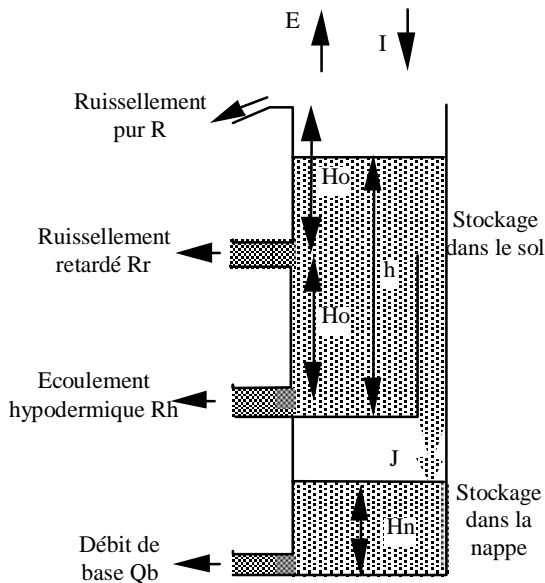 E
I
Ruissellement
pur R
Ho
Stockage
dans le sol
Ruissellement
retardé Rr
h
Ho
Ecoulement
hypodermique Rh
J
Stockage
dans la
nappe
Hn
Débit de
base Qb